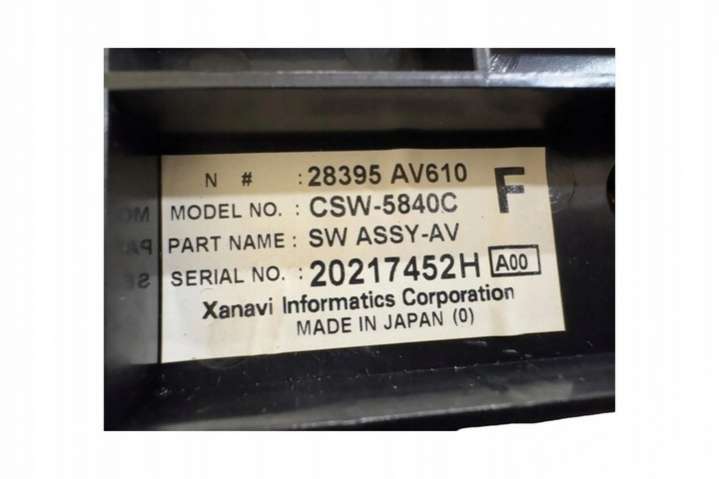 N # : 28395 AV610 F
MODEL NO. : CSW-5840C
PART NAME : SW ASSY-AV
SERIAL NO. : 20217452H A00
Xanavi Informatics Corporation
MADE IN JAPAN (0)